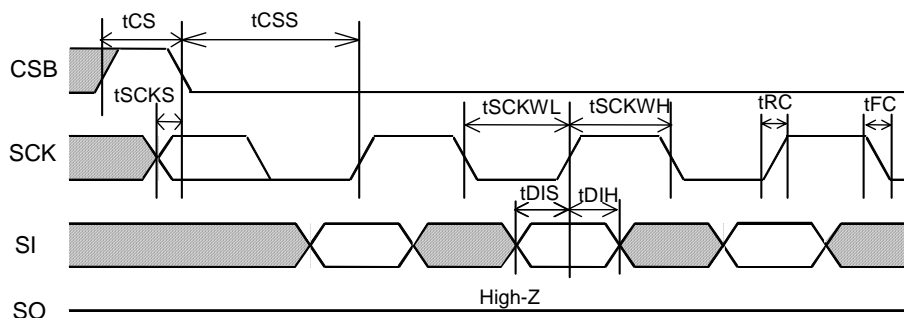 tCS
tCSS
CSB
tSCKS
tSCKWL
tSCKWH
tRC
tFC
SCK
tDIS
tDIH
SI
High-Z
SO